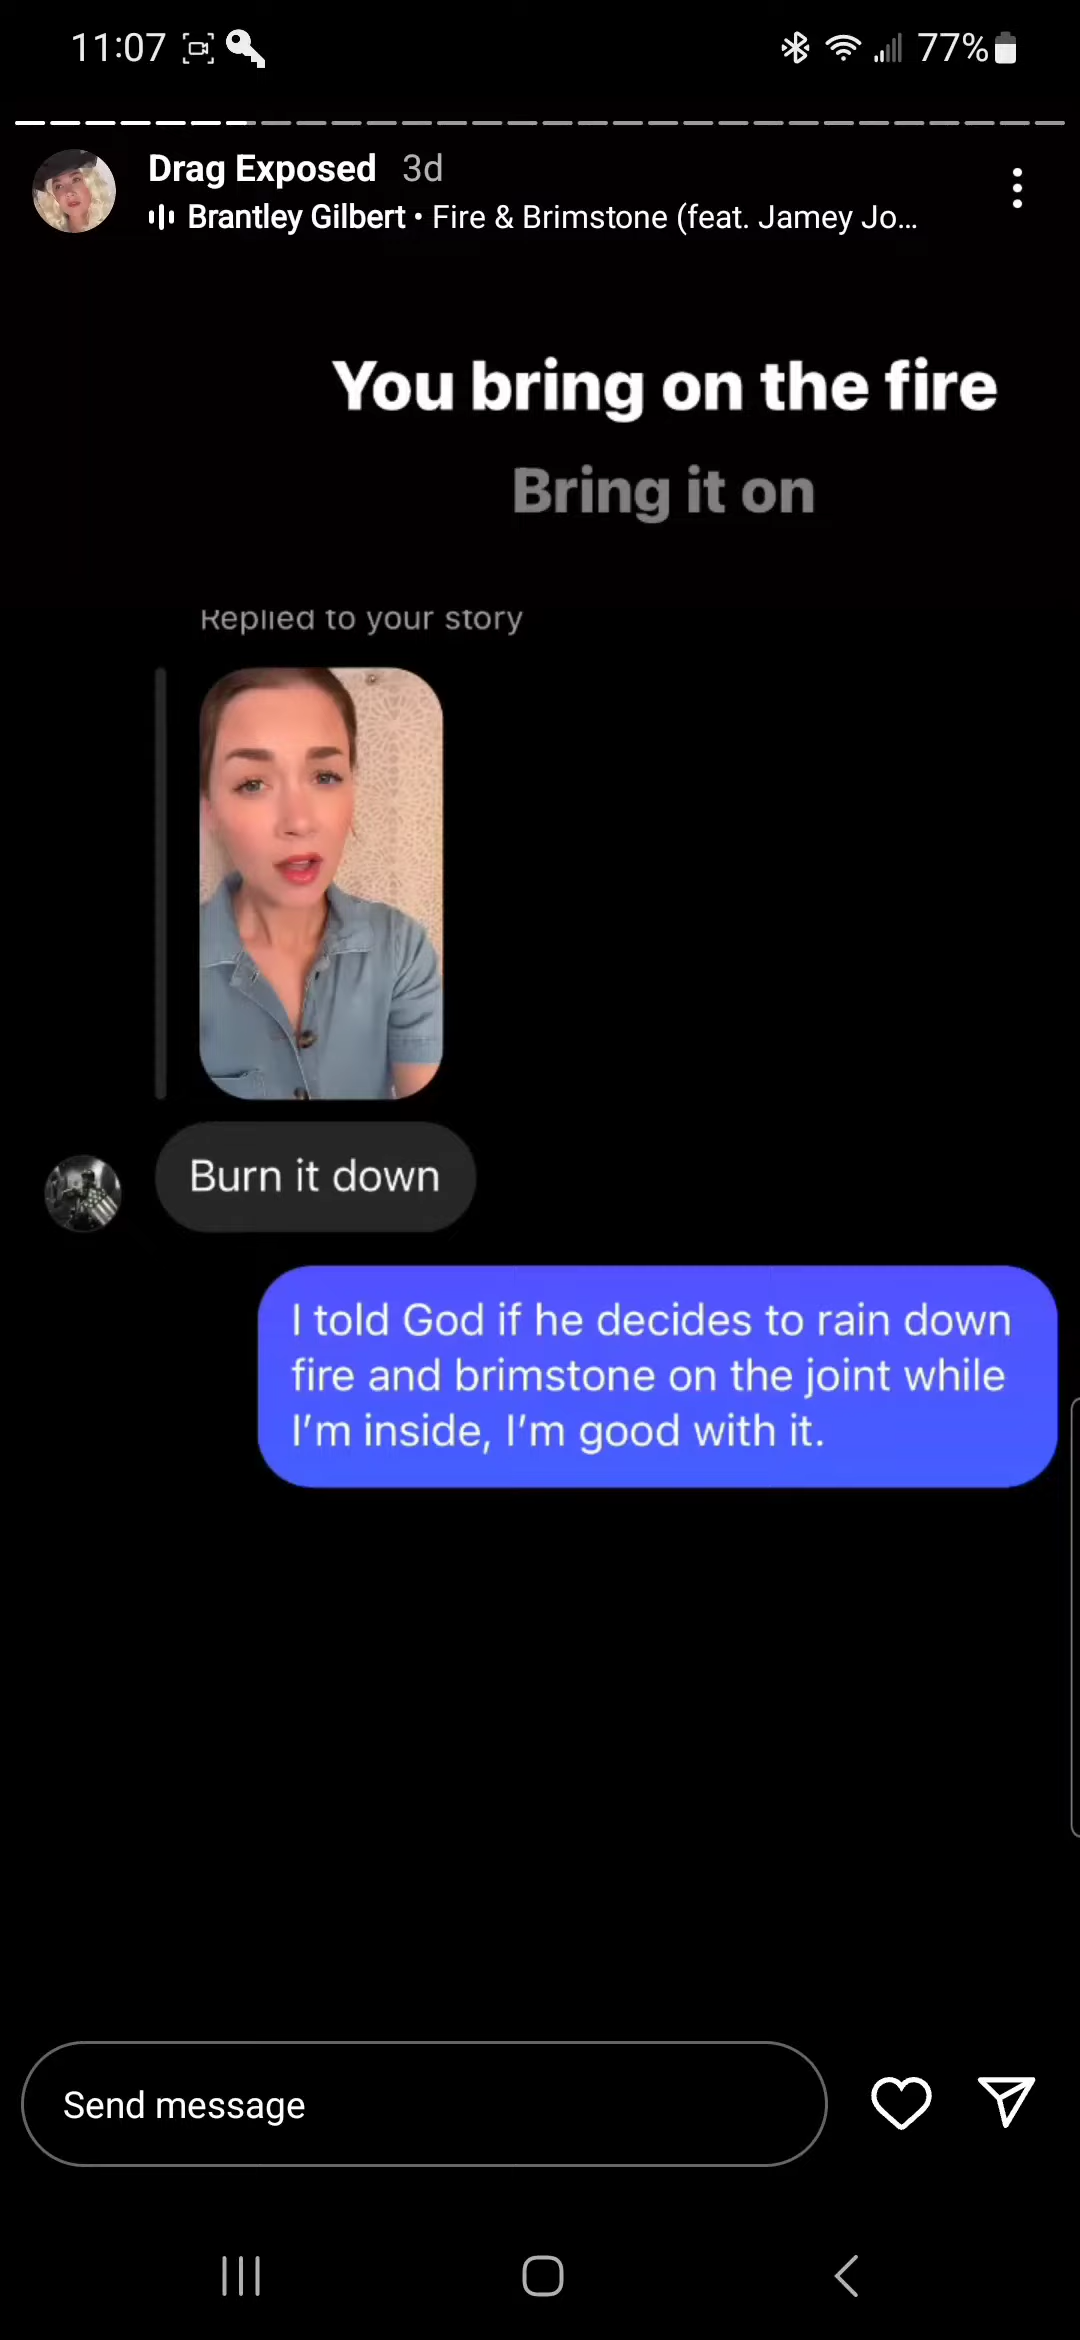 11:07 77%
Drag Exposed 3d
Brantley Gilbert • Fire & Brimstone (feat. Jamey Jo...
You bring on the fire
Bring it on
Replied to your story
Burn it down
I told God if he decides to rain down
fire and brimstone on the joint while
I'm inside, I'm good with it.
Send message